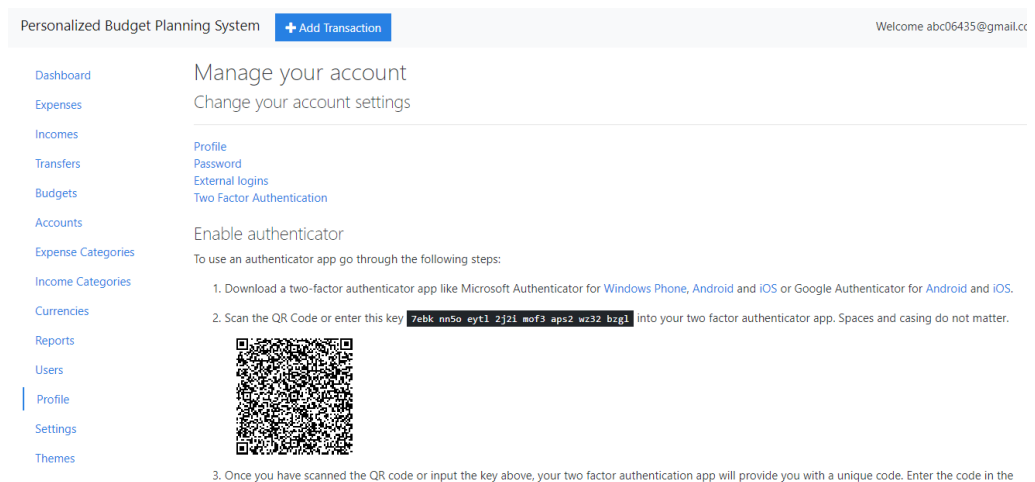 Personalized Budget Planning System
Add Transaction
Welcome abc06435@gmail.co
Dashboard
Expenses
Incomes
Transfers
Budgets
Accounts
Expense Categories
Income Categories
Currencies
Reports
Users
Profile
Settings
Themes
Manage your account
Change your account settings
Profile
Password
External logins
Two Factor Authentication
Enable authenticator
To use an authenticator app go through the following steps:
1. Download a two-factor authenticator app like Microsoft Authenticator for Windows Phone, Android and iOS or Google Authenticator for Android and iOS.
2. Scan the QR Code or enter this key 7ebk nn5o eytl 2j2i mof3 aps2 wz32 bzgl into your two factor authenticator app. Spaces and casing do not matter.
3. Once you have scanned the QR code or input the key above, your two factor authentication app will provide you with a unique code. Enter the code in the